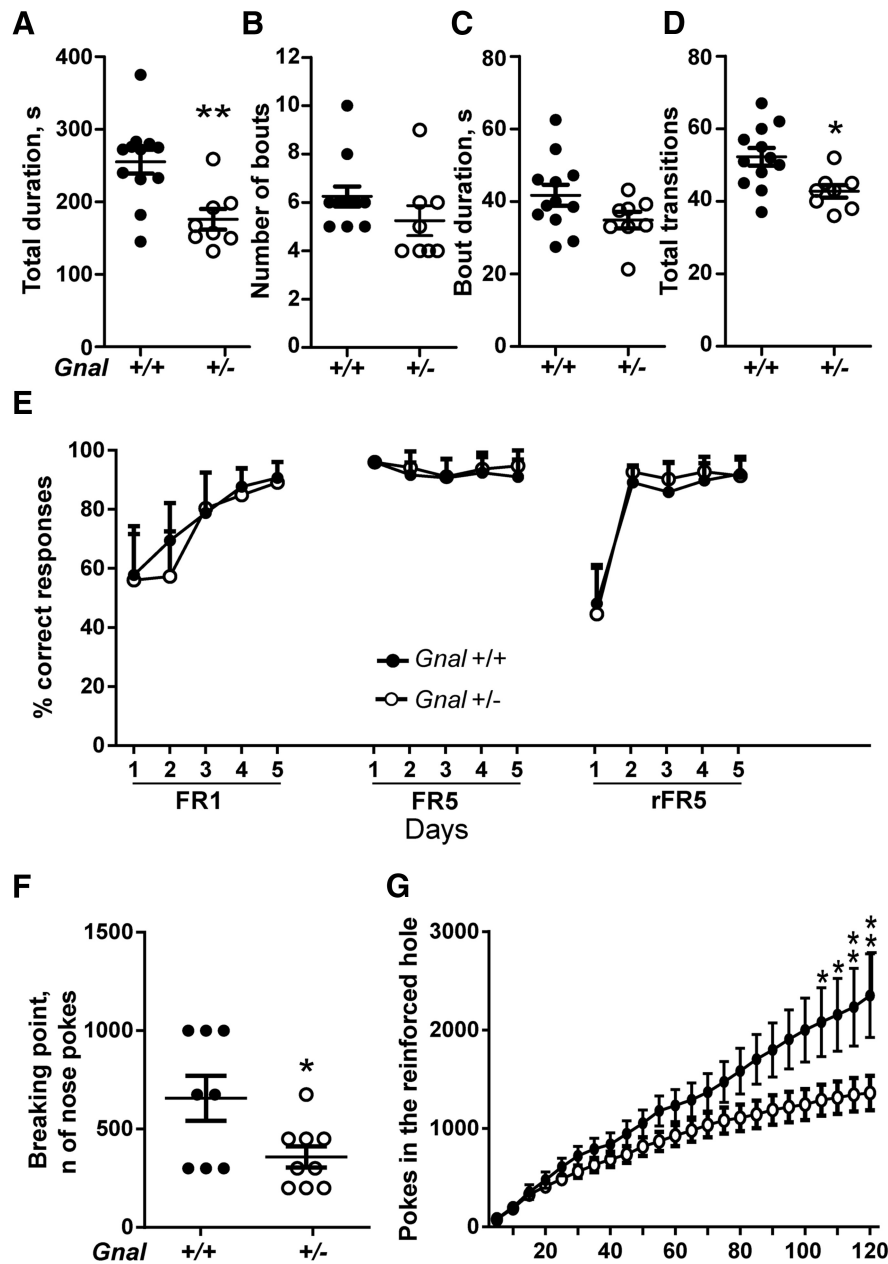 A
B
C
D
400
300
200
100
0
Total duration, s
**
Gnal
+/+
+/-
12
10
8
6
4
2
0
Number of bouts
+/+
+/-
80
60
40
20
0
Bout duration, s
+/+
+/-
80
60
40
20
0
Total transitions
*
+/+
+/-
E
100
80
60
40
20
0
% correct responses
Gnal +/+
Gnal +/-
1 2 3 4 5
1 2 3 4 5
1 2 3 4 5
FR1
FR5
rFR5
Days
F
1500
1000
500
0
Breaking point,
n of nose pokes
*
Gnal
+/+
+/-
G
3000
2000
1000
0
Pokes in the reinforced hole
* * ** **
20 40 60 80 100 120